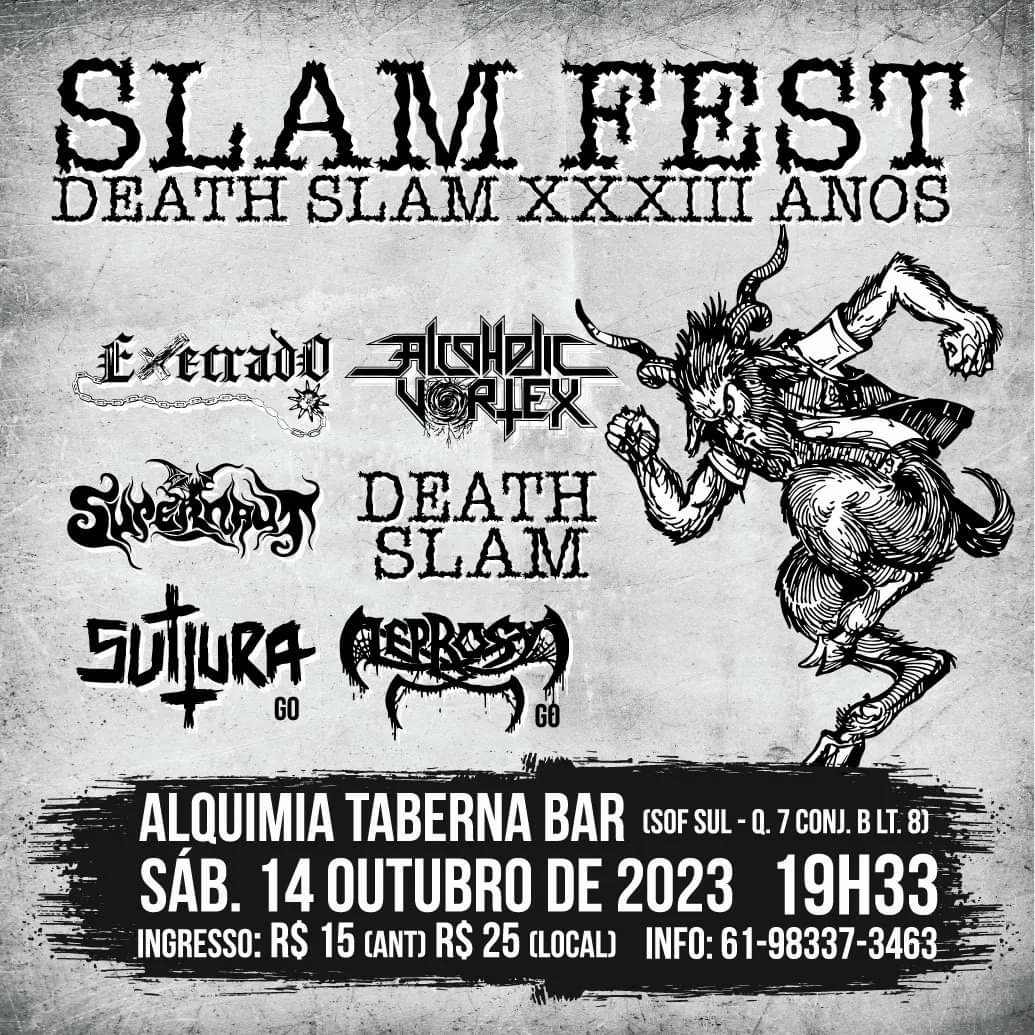 SLAM FEST
DEATH SLAM XXXIII ANOS
Execrado
ALCOHOLIC
VORTEX
SUPERNAUT
DEATH
SLAM
SUTTURA
GO
LEPROSY
GO
ALQUIMIA TABERNA BAR (SOF SUL - Q. 7 CONJ. B LT. 8)
SÁB. 14 OUTUBRO DE 2023 19H33
INGRESSO: R$ 15 (ANT) R$ 25 (LOCAL) INFO: 61-98337-3463